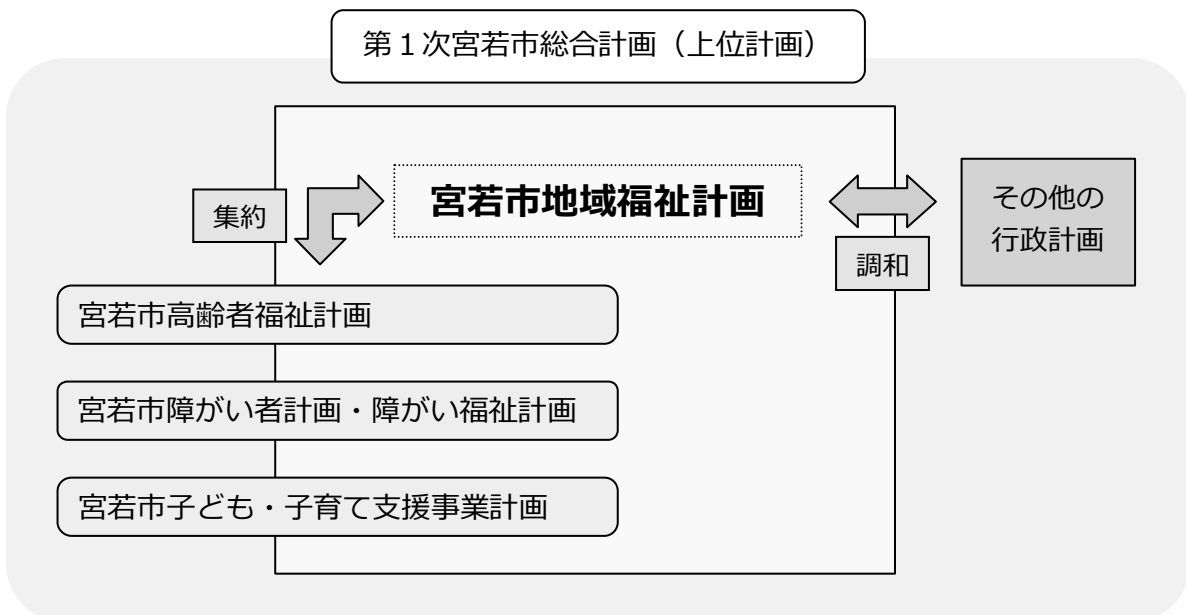 第１次宮若市総合計画（上位計画）
宮若市地域福祉計画
集約
その他の
行政計画
調和
宮若市高齢者福祉計画
宮若市障がい者計画・障がい福祉計画
宮若市子ども・子育て支援事業計画